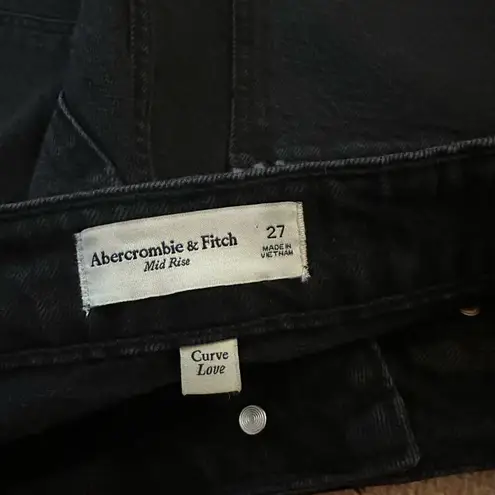 Abercrombie & Fitch
Mid Rise
27
MADE IN
VIETNAM
Curve
Love